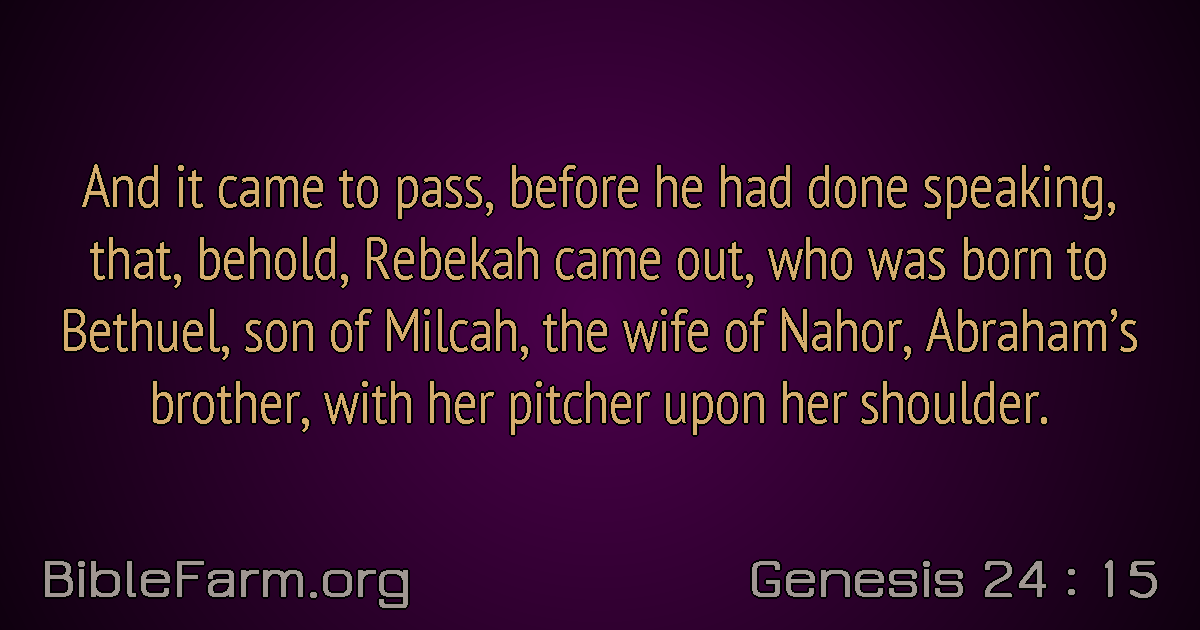 And it came to pass, before he had done speaking,
that, behold, Rebekah came out, who was born to
Bethuel, son of Milcah, the wife of Nahor, Abraham’s
brother, with her pitcher upon her shoulder.
BibleFarm.org
Genesis 24 : 15